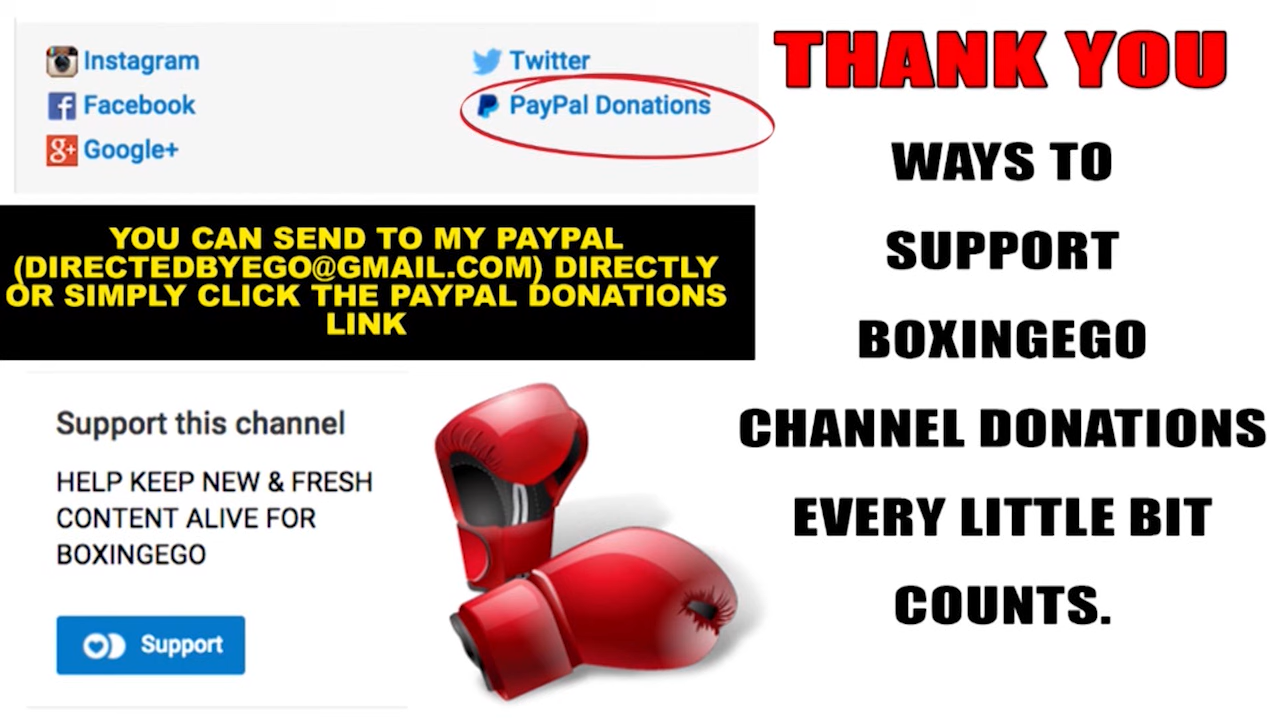 Instagram
Twitter
Facebook
PayPal Donations
Google+
YOU CAN SEND TO MY PAYPAL
(DIRECTEDBYEGO@GMAIL.COM) DIRECTLY
OR SIMPLY CLICK THE PAYPAL DONATIONS
LINK
Support this channel
HELP KEEP NEW & FRESH
CONTENT ALIVE FOR
BOXINGEGO
Support
THANK YOU
WAYS TO
SUPPORT
BOXINGEGO
CHANNEL DONATIONS
EVERY LITTLE BIT
COUNTS.